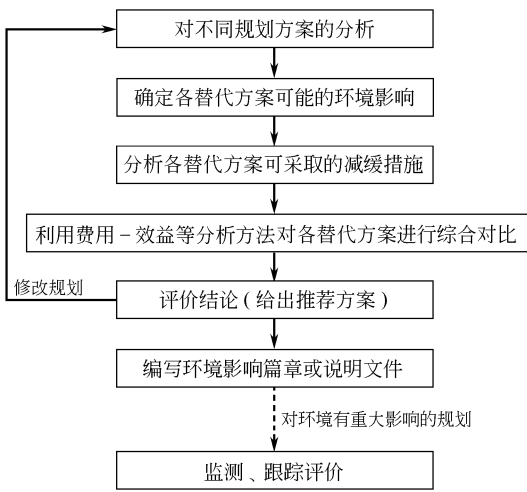 对不同规划方案的分析
确定各替代方案可能的环境影响
分析各替代方案可采取的减缓措施
利用费用－效益等分析方法对各替代方案进行综合对比
修改规划
评价结论(给出推荐方案)
编写环境影响篇章或说明文件
对环境有重大影响的规划
监测、跟踪评价